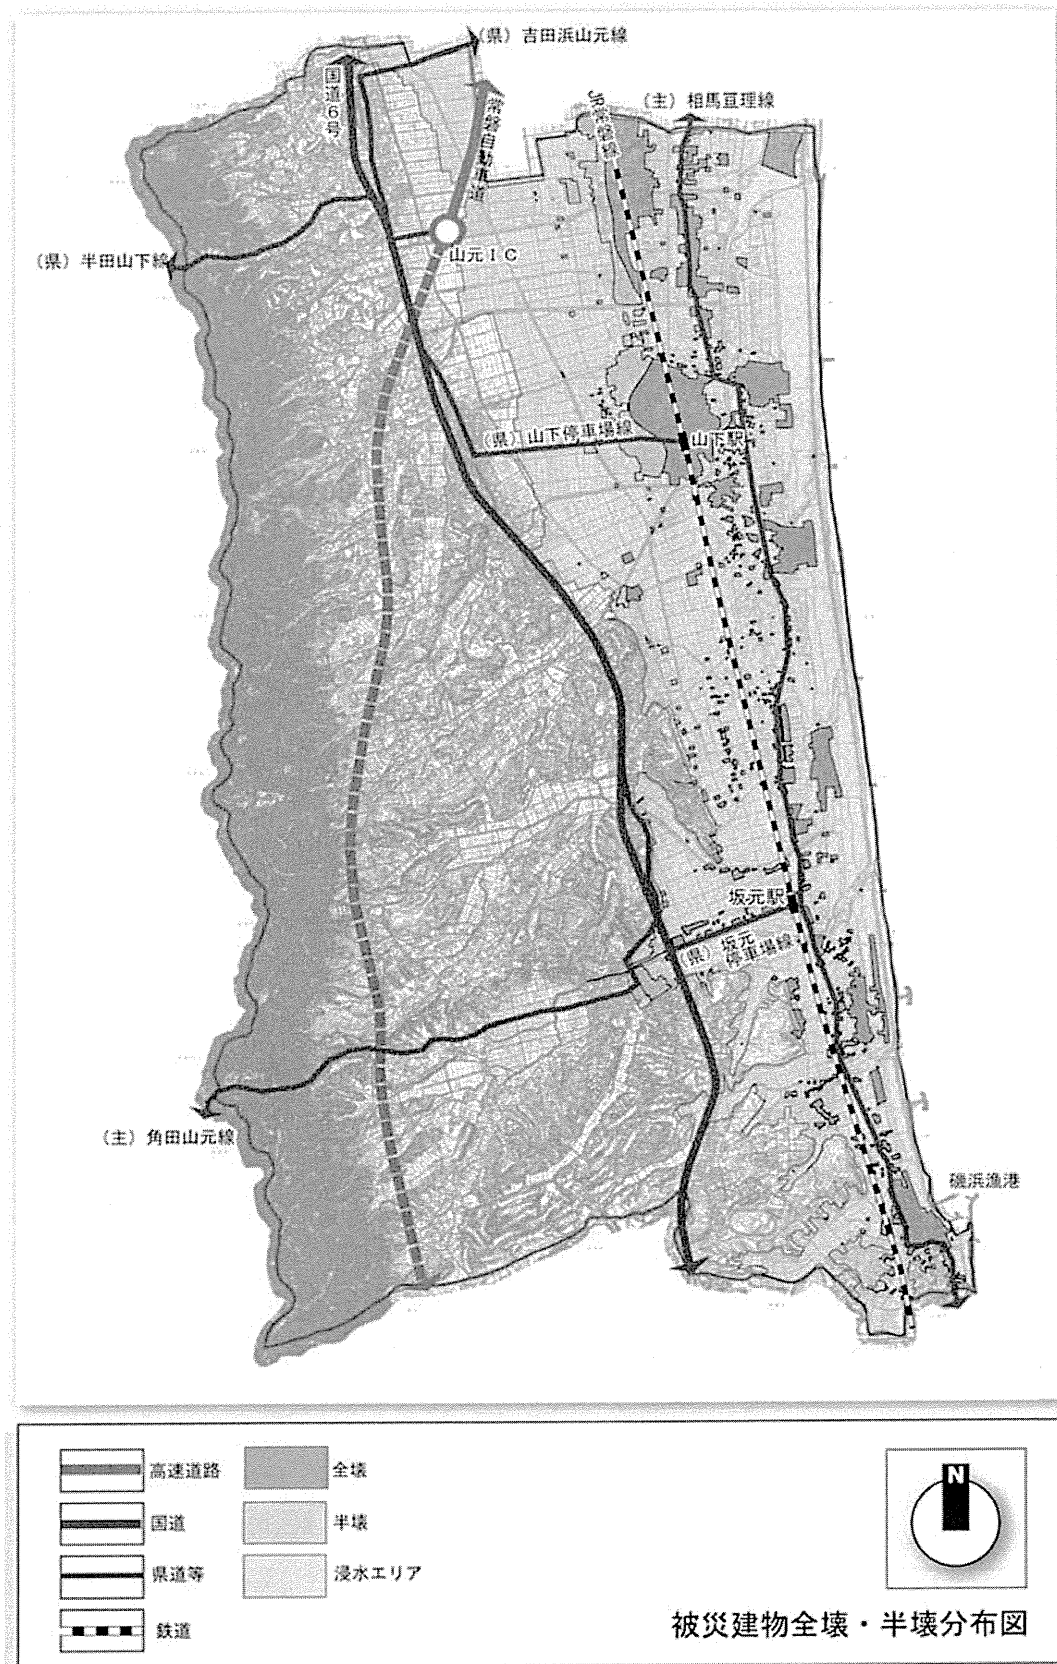 (県) 吉田浜山元線
国道6号
常磐自動車道
JR常磐線
(主) 相馬亘理線
(県) 半田山下線
山元IC
(県) 山下停車場線
山下駅
坂元駅
(県) 坂元
停車場線
(主) 角田山元線
磯浜漁港
高速道路
全壊
国道
半壊
県道等
浸水エリア
鉄道
N
被災建物全壊・半壊分布図